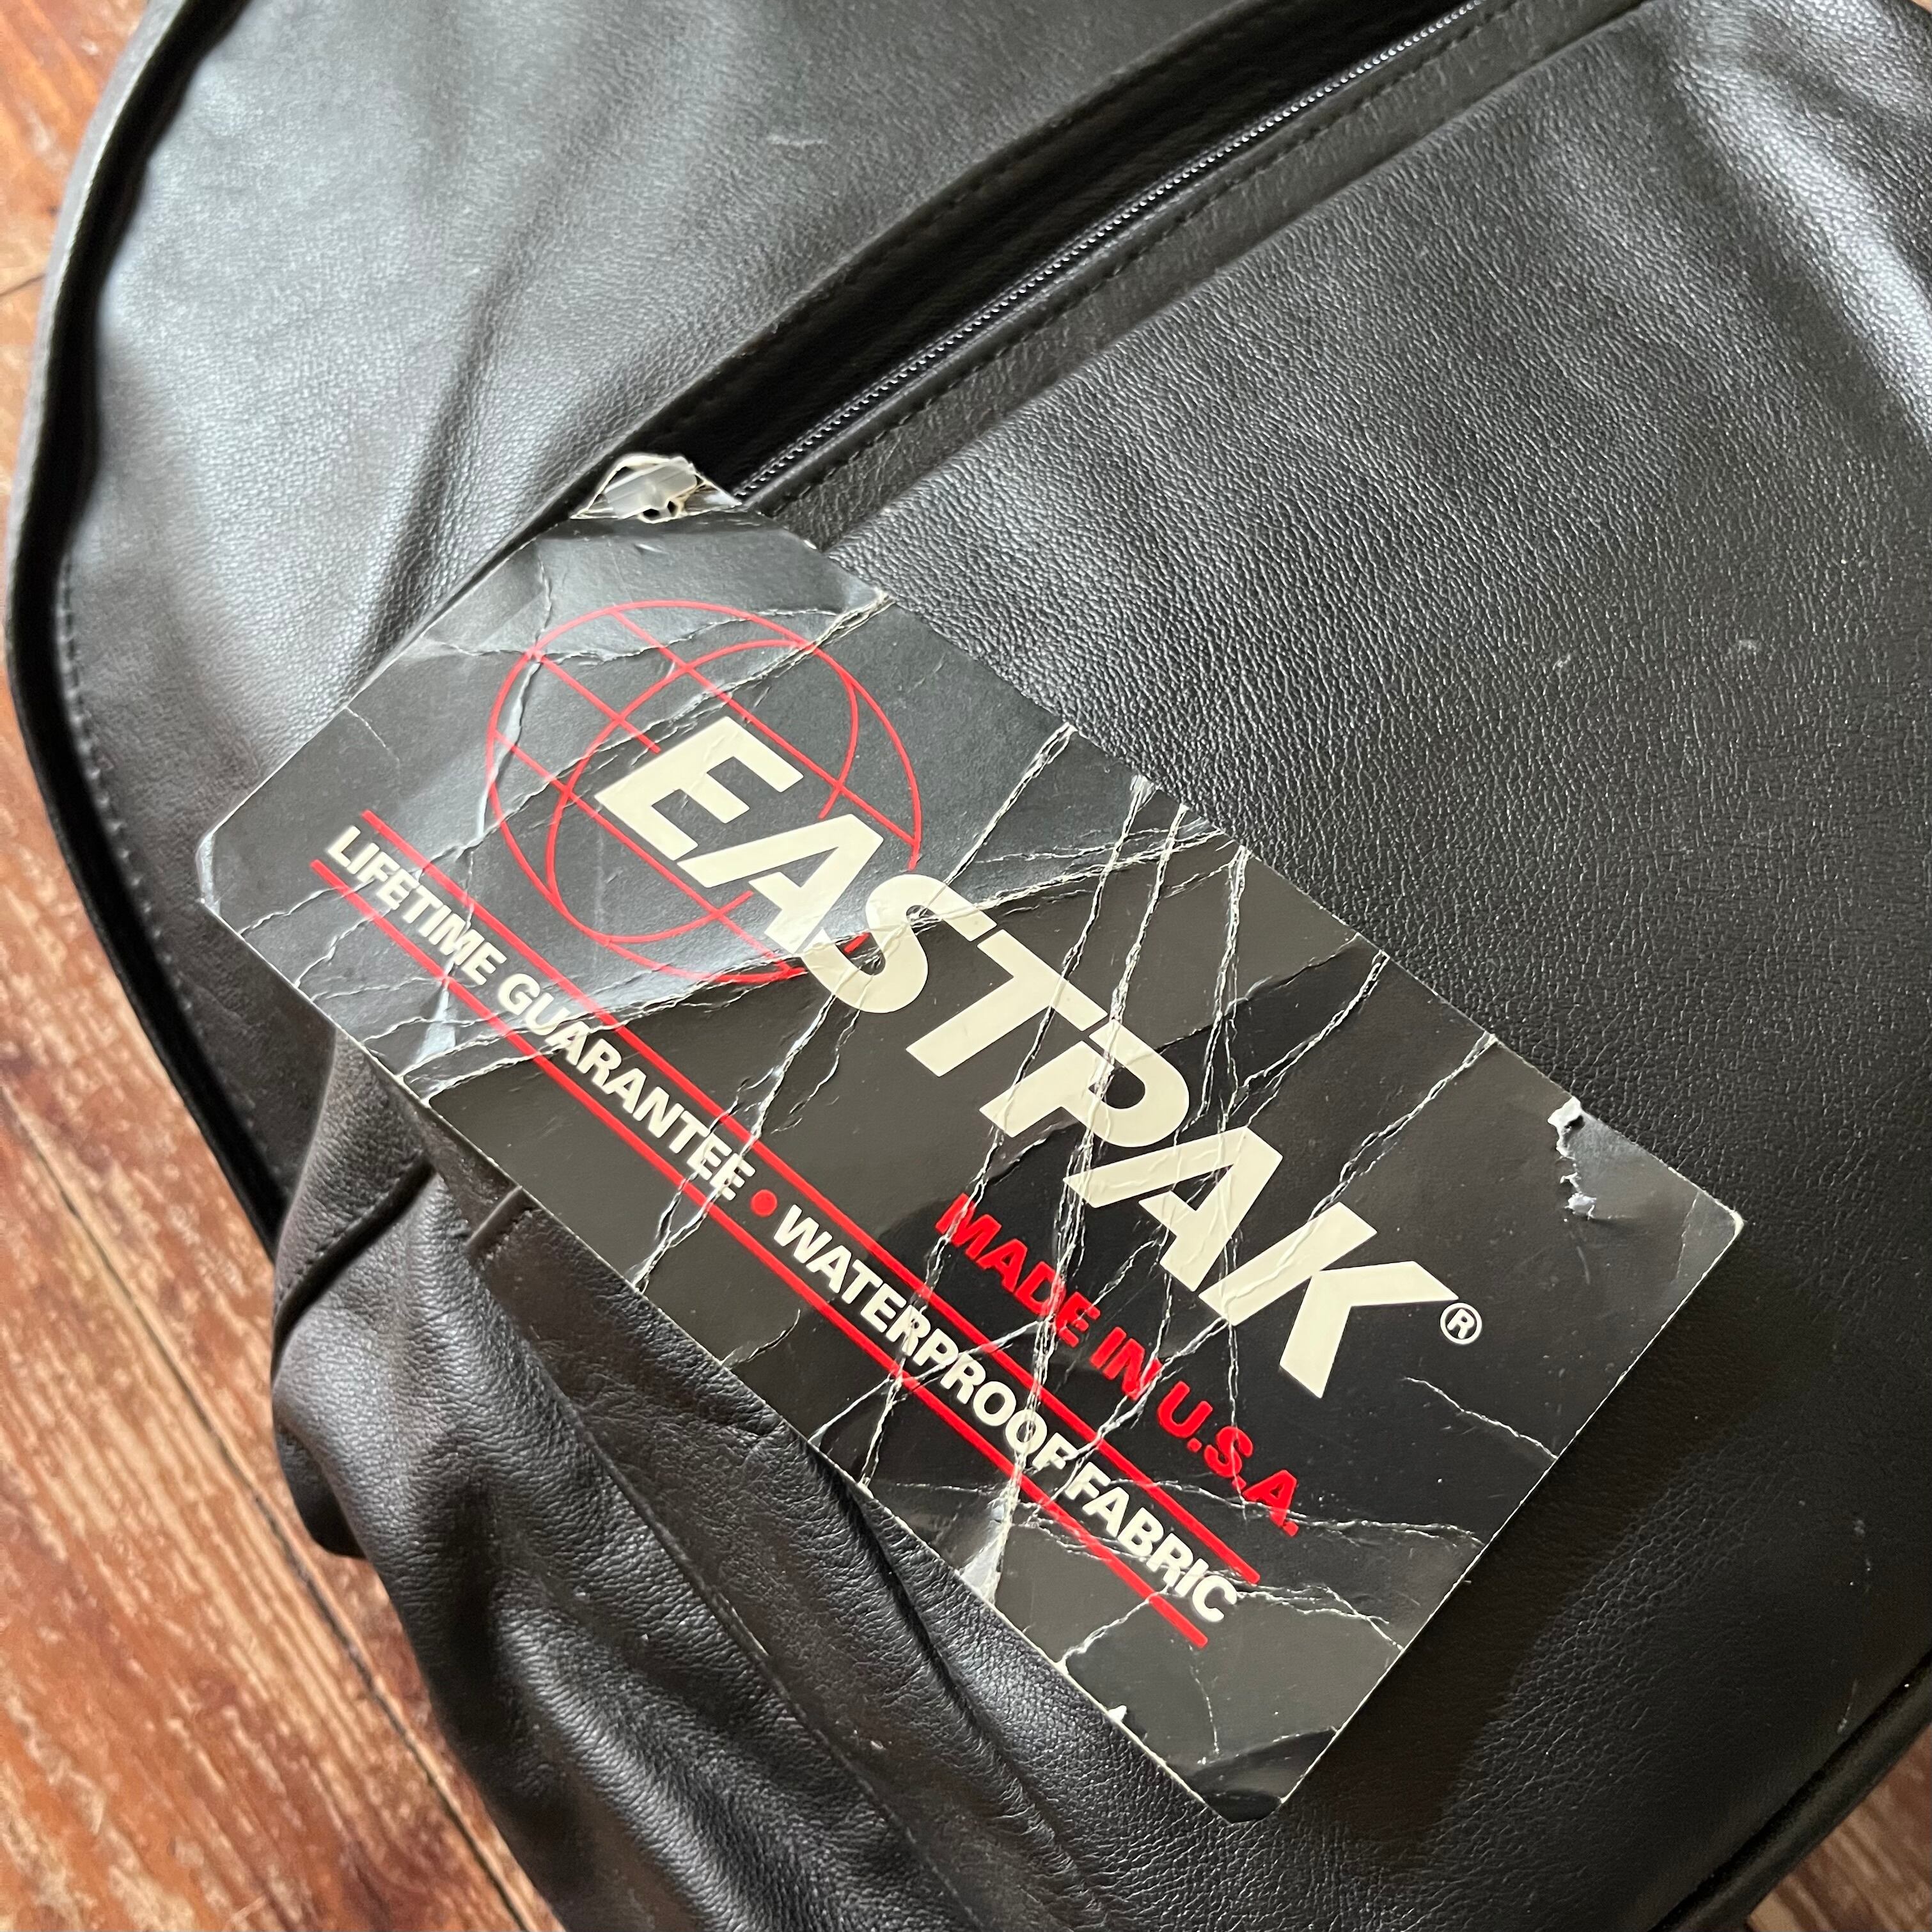 EASTPAK®
MADE IN U.S.A.
LIFETIME GUARANTEE • WATERPROOF FABRIC